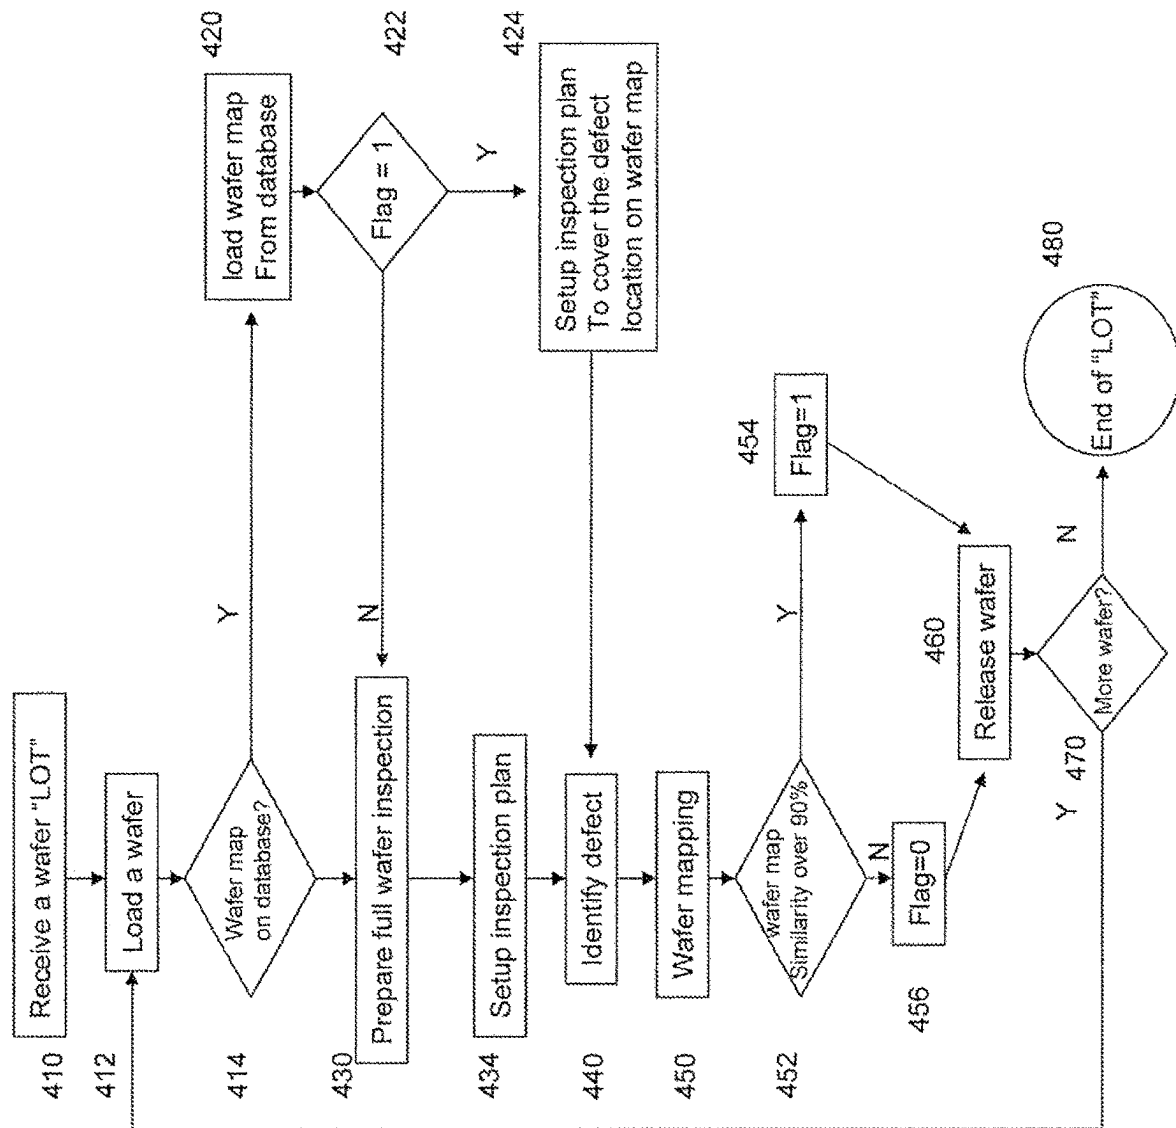 410
Receive a wafer "LOT"
412
Load a wafer
414
Wafer map
on database?
Y
420
load wafer map
From database
422
Flag = 1
Y
N
424
Setup inspection plan
To cover the defect
location on wafer map
430
Prepare full wafer inspection
434
Setup inspection plan
440
Identify defect
450
Wafer mapping
452
wafer map
Similarity over 90%
Y
N
454
Flag=1
456
Flag=0
460
Release wafer
470
More wafer?
Y
N
480
End of "LOT"